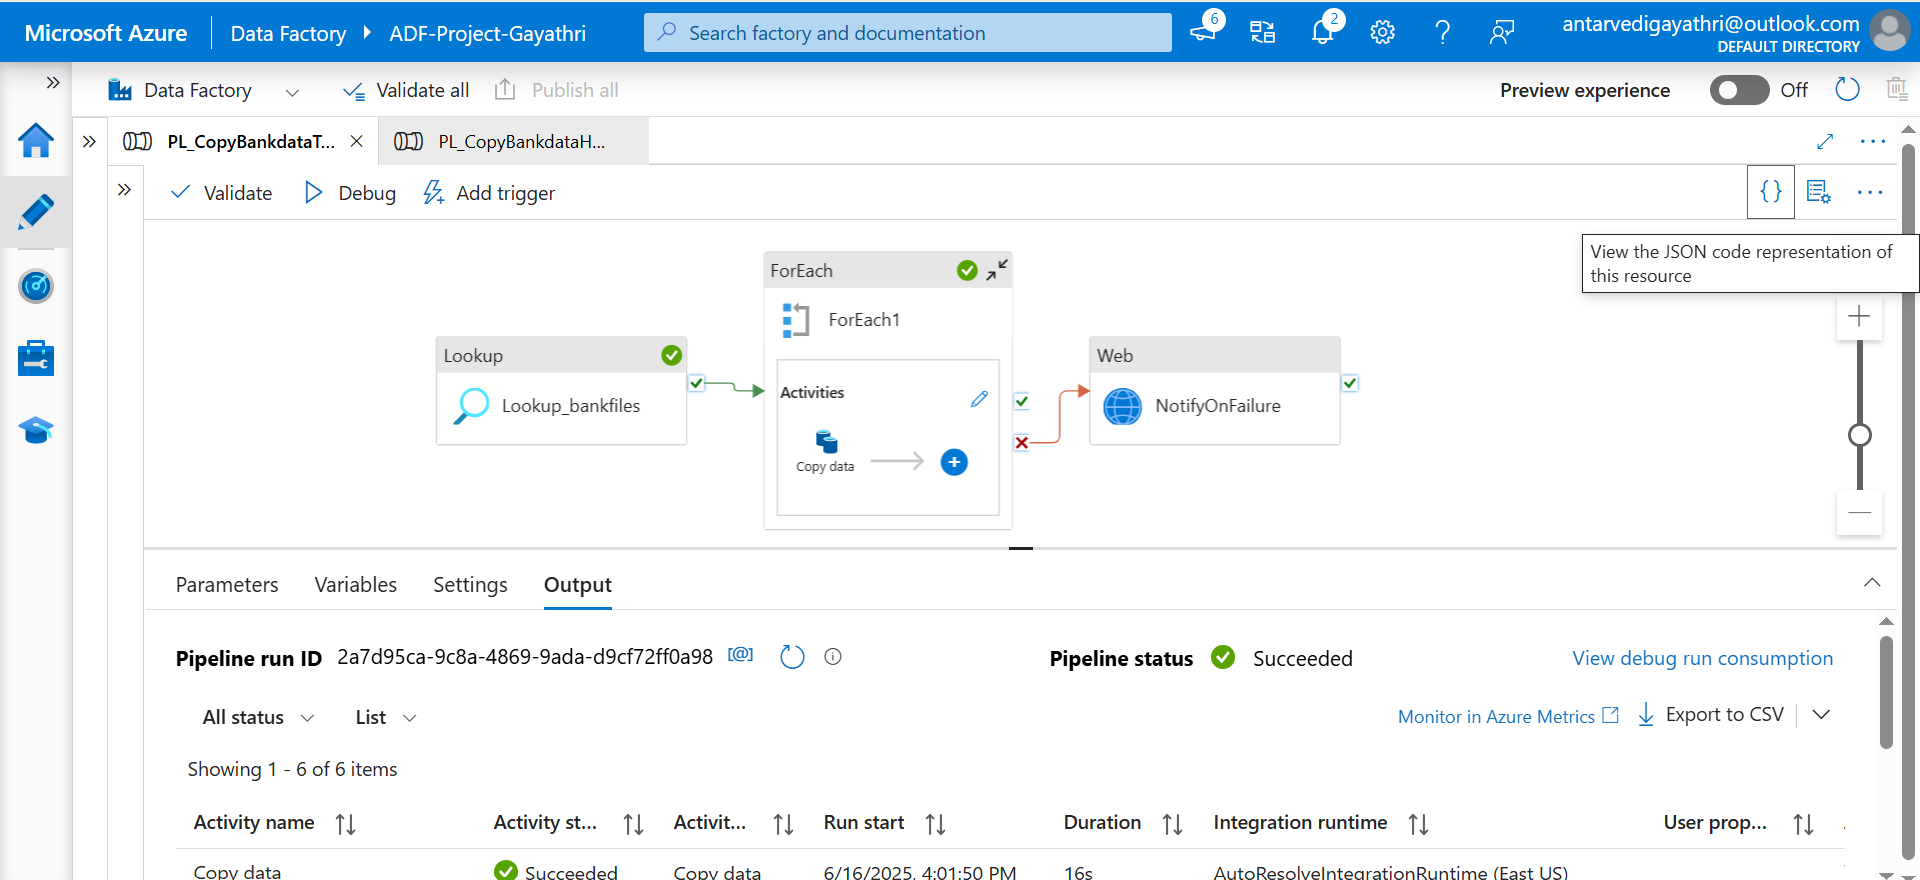 Microsoft Azure
Data Factory
ADF-Project-Gayathri
Search factory and documentation
6
2
antarvedigayathri@outlook.com
DEFAULT DIRECTORY
Data Factory
Validate all
Publish all
Preview experience
Off
PL_CopyBankdataT...
PL_CopyBankdataH...
Validate
Debug
Add trigger
{}
View the JSON code representation of
this resource
ForEach
ForEach1
Lookup
Lookup_bankfiles
Activities
Copy data
Web
NotifyOnFailure
Parameters
Variables
Settings
Output
Pipeline run ID
2a7d95ca-9c8a-4869-9ada-d9cf72ff0a98
[@]
Pipeline status
Succeeded
View debug run consumption
All status
List
Monitor in Azure Metrics
Export to CSV
Showing 1 - 6 of 6 items
Activity name
Activity st...
Activit...
Run start
Duration
Integration runtime
User prop...
Copy data
Succeeded
Copy data
6/16/2025, 4:01:50 PM
16s
AutoResolveIntegrationRuntime (East US)